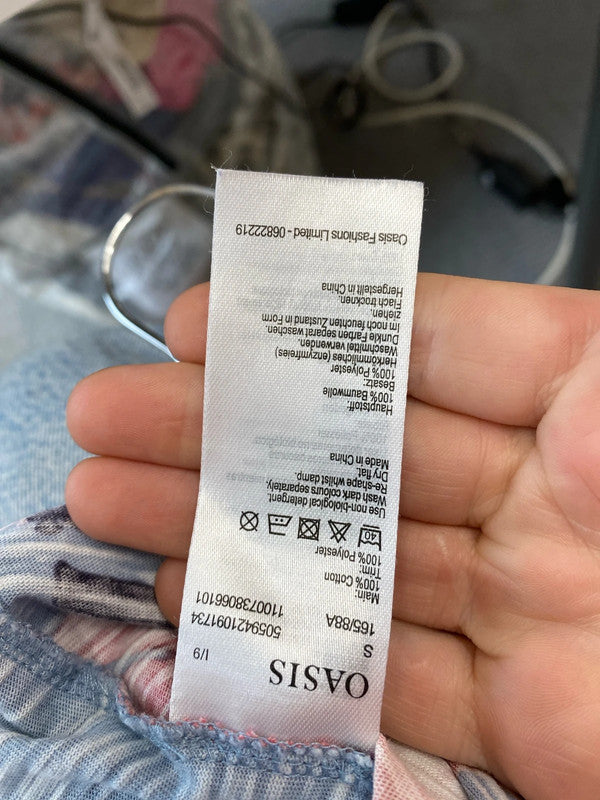 OASIS
1/9
S
5059421091734
165/88A
1100738066101
Main:
100% Cotton
Trim:
100% Polyester
40
Use non-biological detergent.
Wash dark colours separately.
Re-shape whilst damp.
Dry flat.
Made in China
Hauptstoff:
100% Baumwolle
Besatz:
100% Polyester
Herkömmliches (enzymfreies)
Waschmittel verwenden.
Dunkle Farben separat waschen
Im noch feuchten Zustand in Form
ziehen.
Flach trocknen.
Hergestellt in China
Oasis Fashions Limited - 06822219